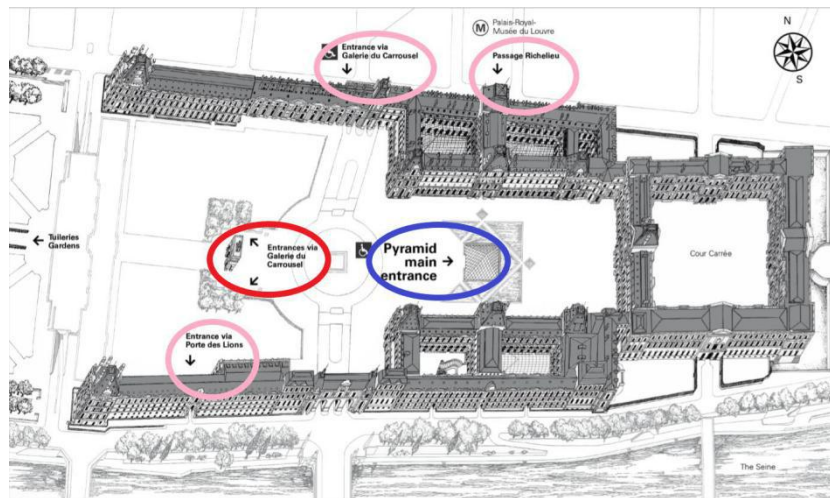 Palais-Royal-
Musée du Louvre
M
N
S
Entrance via
Galerie du Carrousel
Passage Richelieu
Tuileries
Gardens
Entrances via
Galerie du
Carrousel
Pyramid
main
entrance
Cour Carrée
Entrance via
Porte des Lions
The Seine